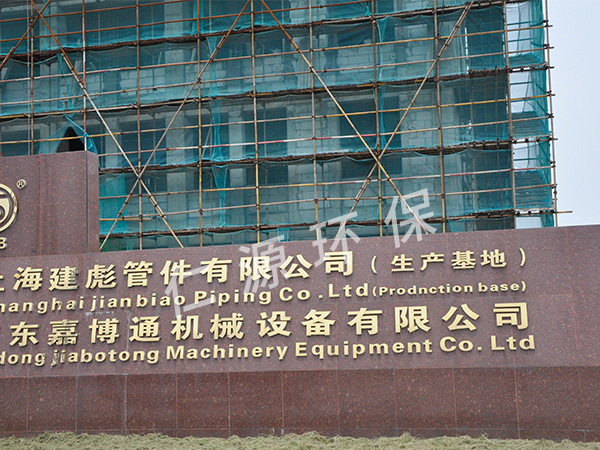 ®
上海建彪管件有限公司（生产基地）
hanghai jianbiao Piping Co.Ltd(Prodnction base)
东嘉博通机械设备有限公司
dong jiabotong Machinery Equipment Co. Ltd
仁源环保